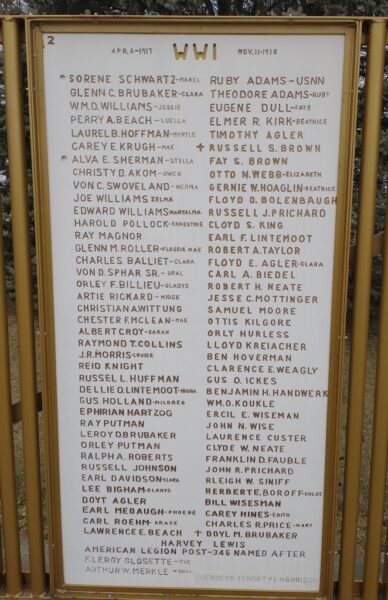 2
APR. 6-1917 WWI NOV. 11-1918
SORENE SCHWARTZ-MABEL
GLENN C. BRUBAKER-CLARA
WM.D. WILLIAMS-JESSIE
PERRY A. BEACH-LUELLA
LAUREL B. HOFFMAN-MYRTLE
CAREY E. KRUGH-MAE
ALVA E. SHERMAN-STELLA
CHRISTY D. AKOM-GWEN
VON C. SWOVELAND-NEOMA
JOE WILLIAMS ZELMA
EDWARD WILLIAMS-MARYALMA
HAROLD POLLOCK-ERNESTINE
RAY MAGNOR
GLENN M. ROLLER-FLOSSIE MAE
CHARLES BALLIET-CLARA
VON D. SPHAR SR.-OPAL
ORLEY F. BILLIEU-GLADYS
ARTIE RICKARD-MIDGE
CHRISTIAN A WITTUNG
CHESTER F. MCLEAN-MAE
ALBERT CROY-SARAH
RAYMOND T. COLLINS
J.R. MORRIS-LOUISE
REID KNIGHT
RUSSELL HUFFMAN
DELLIE O. LINTEMOOT-IDORA
GUS HOLLAND-MILDRED
EPHIRIAN HARTZOG
RAY PUTMAN
LEROY D. BRUBAKER
ORLEY PUTMAN
RALPH A. ROBERTS
RUSSELL JOHNSON
EARL DAVIDSON-CLARA
LEE BIGHAM-GLADYS
DOYT AGLER
EARL MEDAUGH-PHOEBE
CARL ROEHM-GRACE
LAWRENCE E. BEACH
RUBY ADAMS-USNN
THEODORE ADAMS-RUBY
EUGENE DULL-FAYE
ELMER R. KIRK-BEATRICE
TIMOTHY AGLER
+ RUSSELL S. BROWN
FAY S. BROWN
OTTO N. WEBB-ELIZABETH
GERNIE W. HOAGLIN-BEATRICE
FLOYD D. BOLENBAUGH
RUSSELL J. PRICHARD
CLOYD S. KING
EARL F. LINTEMOOT
ROBERT A. TAYLOR
FLOYD E. AGLER-CLARA
CARL A. BIEDEL
ROBERT H. NEATE
JESSE C. MOTTINGER
SAMUEL MOORE
OTTIS KILGORE
ORLY HURLESS
LLOYD KREIACHER
BEN HOVERMAN
CLARENCE E. WEAGLY
GUS O. ICKES
BENJAMIN H. HANDWERK
WM. O. KOUKLE
ERCIL E. WISEMAN
JOHN N. WISE
LAURENCE CUSTER
CLYDE W. NEATE
FRANKLIN D. FAUBLE
JOHN R. PRICHARD
RLEIGH W. SINIFF
HERBERT E. BOROFF-CHLOE
BILL WISESMAN
CAREY HINES-EDITH
CHARLES R. PRICE-MARY
+ DOYL M. BRUBAKER
HARVEY LEWIS
AMERICAN LEGION POST-346 NAMED AFTER
F. LEROY GLOSETTE
ARTHUR W. MERKLE
GUERDEON (SHORTY) HARRISON